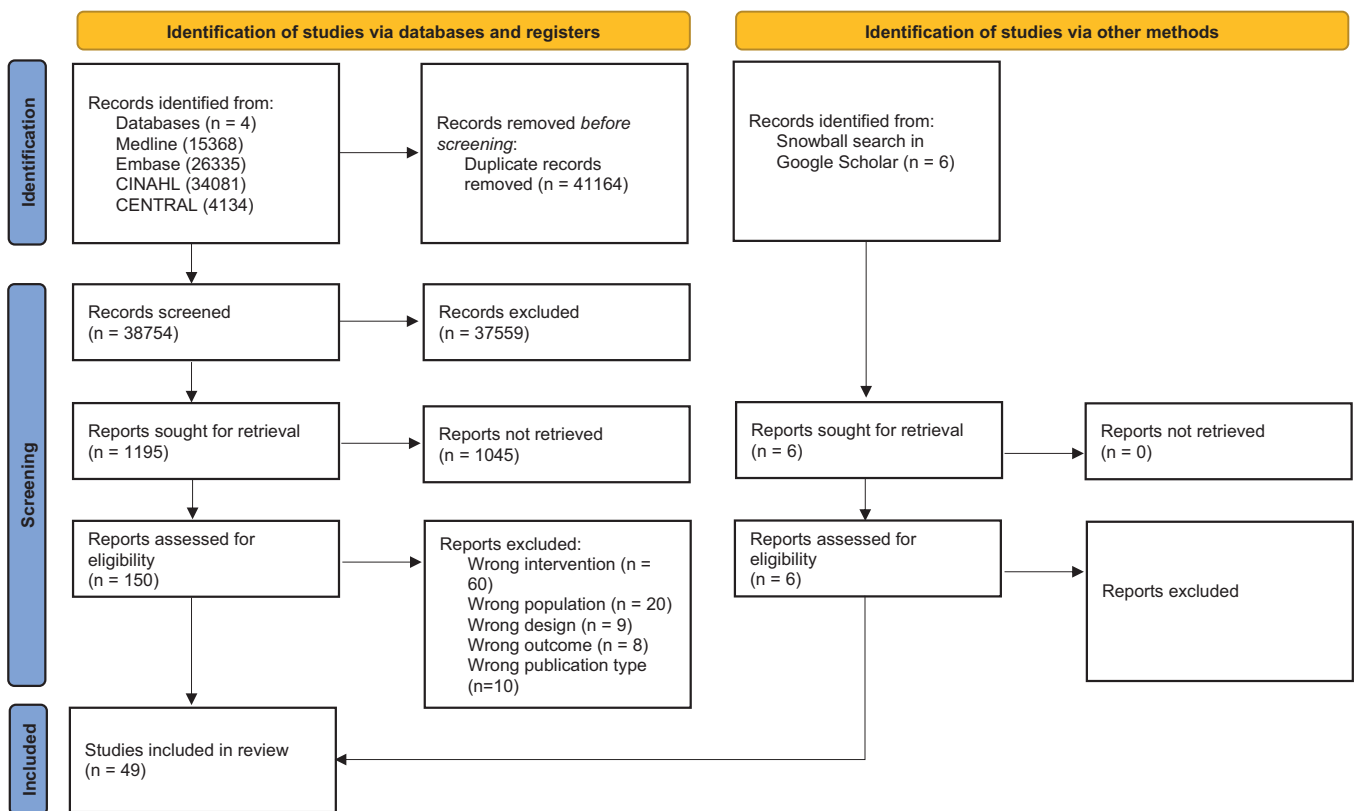 Identification of studies via databases and registers
Identification of studies via other methods
Identification
Records identified from:
Databases (n = 4)
Medline (15368)
Embase (26335)
CINAHL (34081)
CENTRAL (4134)
Records removed before
screening:
Duplicate records
removed (n = 41164)
Records identified from:
Snowball search in
Google Scholar (n = 6)
Screening
Records screened
(n = 38754)
Records excluded
(n = 37559)
Reports sought for retrieval
(n = 1195)
Reports not retrieved
(n = 1045)
Reports sought for retrieval
(n = 6)
Reports not retrieved
(n = 0)
Reports assessed for
eligibility
(n = 150)
Reports excluded:
Wrong intervention (n =
60)
Wrong population (n = 20)
Wrong design (n = 9)
Wrong outcome (n = 8)
Wrong publication type
(n=10)
Reports assessed for
eligibility
(n = 6)
Reports excluded
Included
Studies included in review
(n = 49)